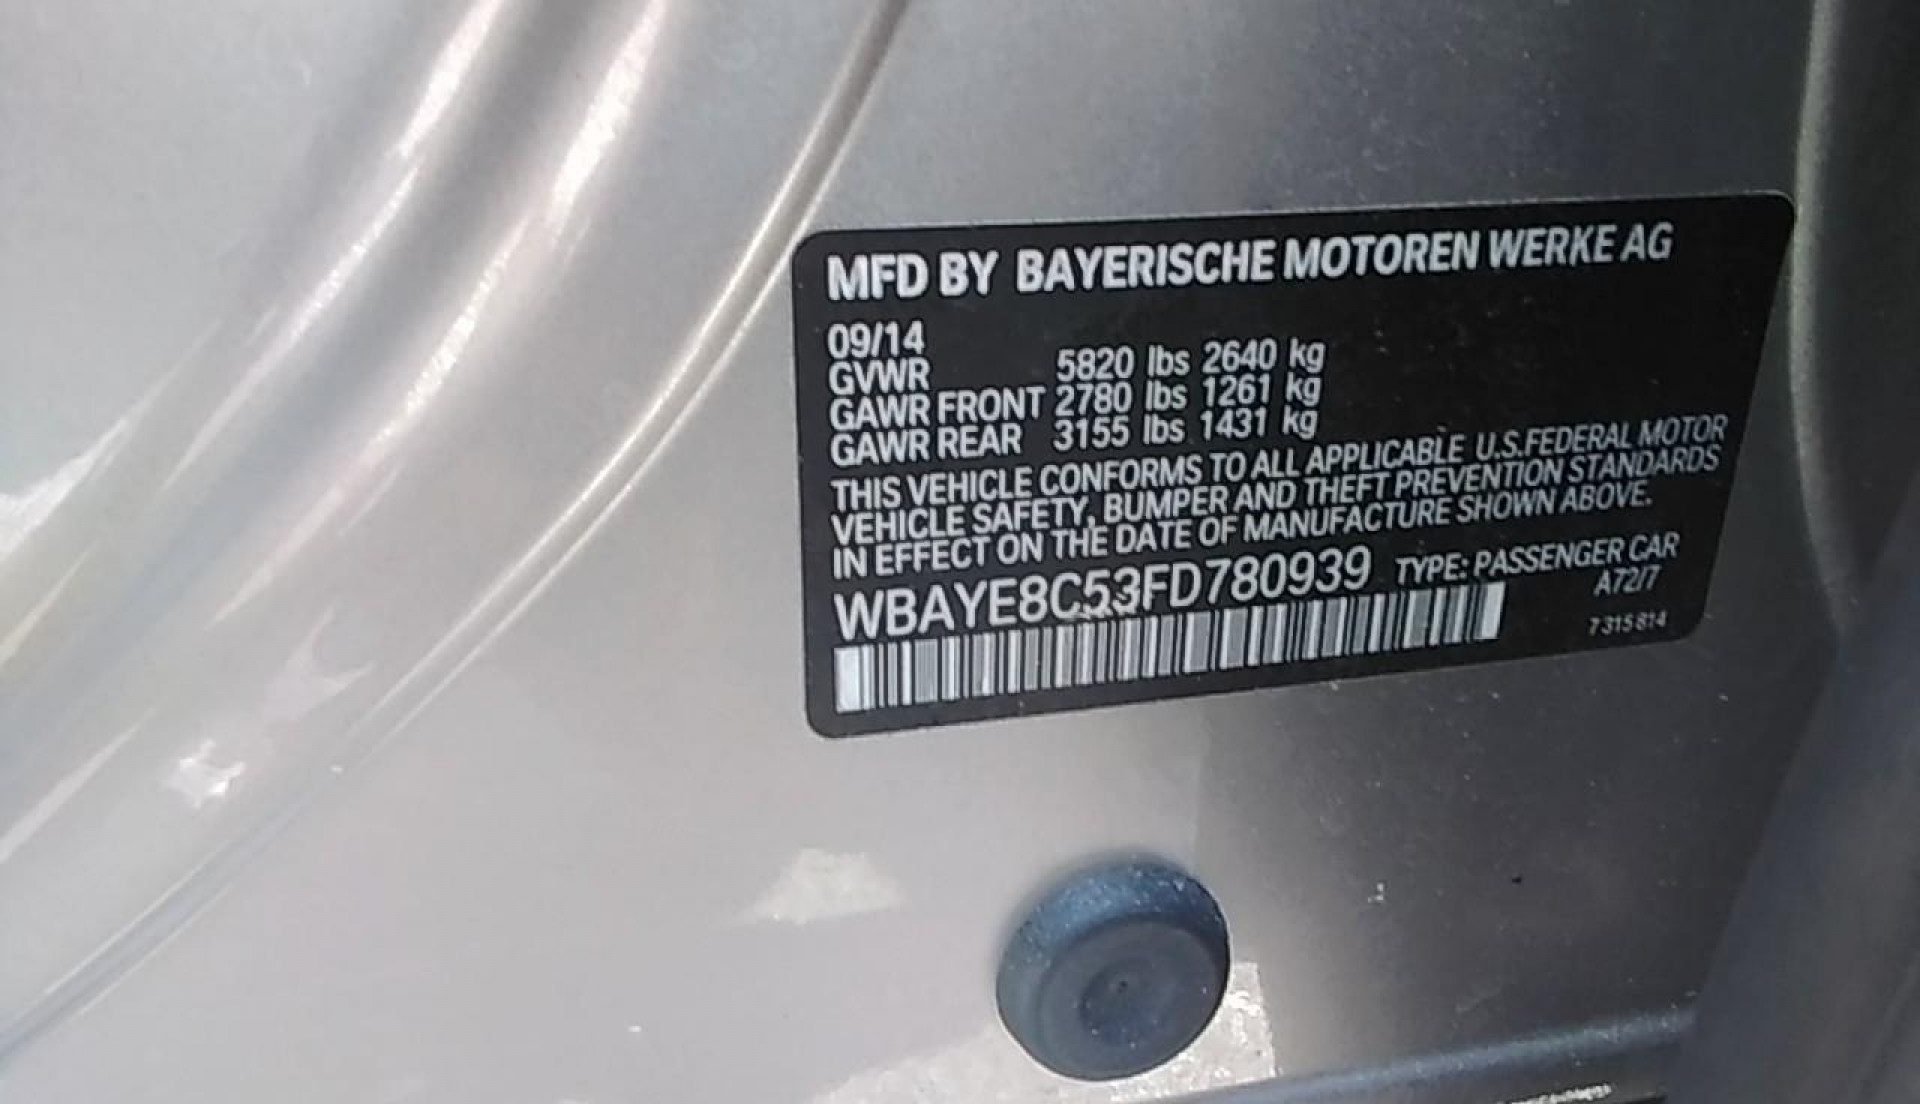 MFD BY BAYERISCHE MOTOREN WERKE AG
09/14
GVWR 5820 lbs 2640 kg
GAWR FRONT 2780 lbs 1261 kg
GAWR REAR 3155 lbs 1431 kg
THIS VEHICLE CONFORMS TO ALL APPLICABLE U.S.FEDERAL MOTOR
VEHICLE SAFETY, BUMPER AND THEFT PREVENTION STANDARDS
IN EFFECT ON THE DATE OF MANUFACTURE SHOWN ABOVE.
WBAYE8C53FD780939 TYPE: PASSENGER CAR
A72/7
7 315 814